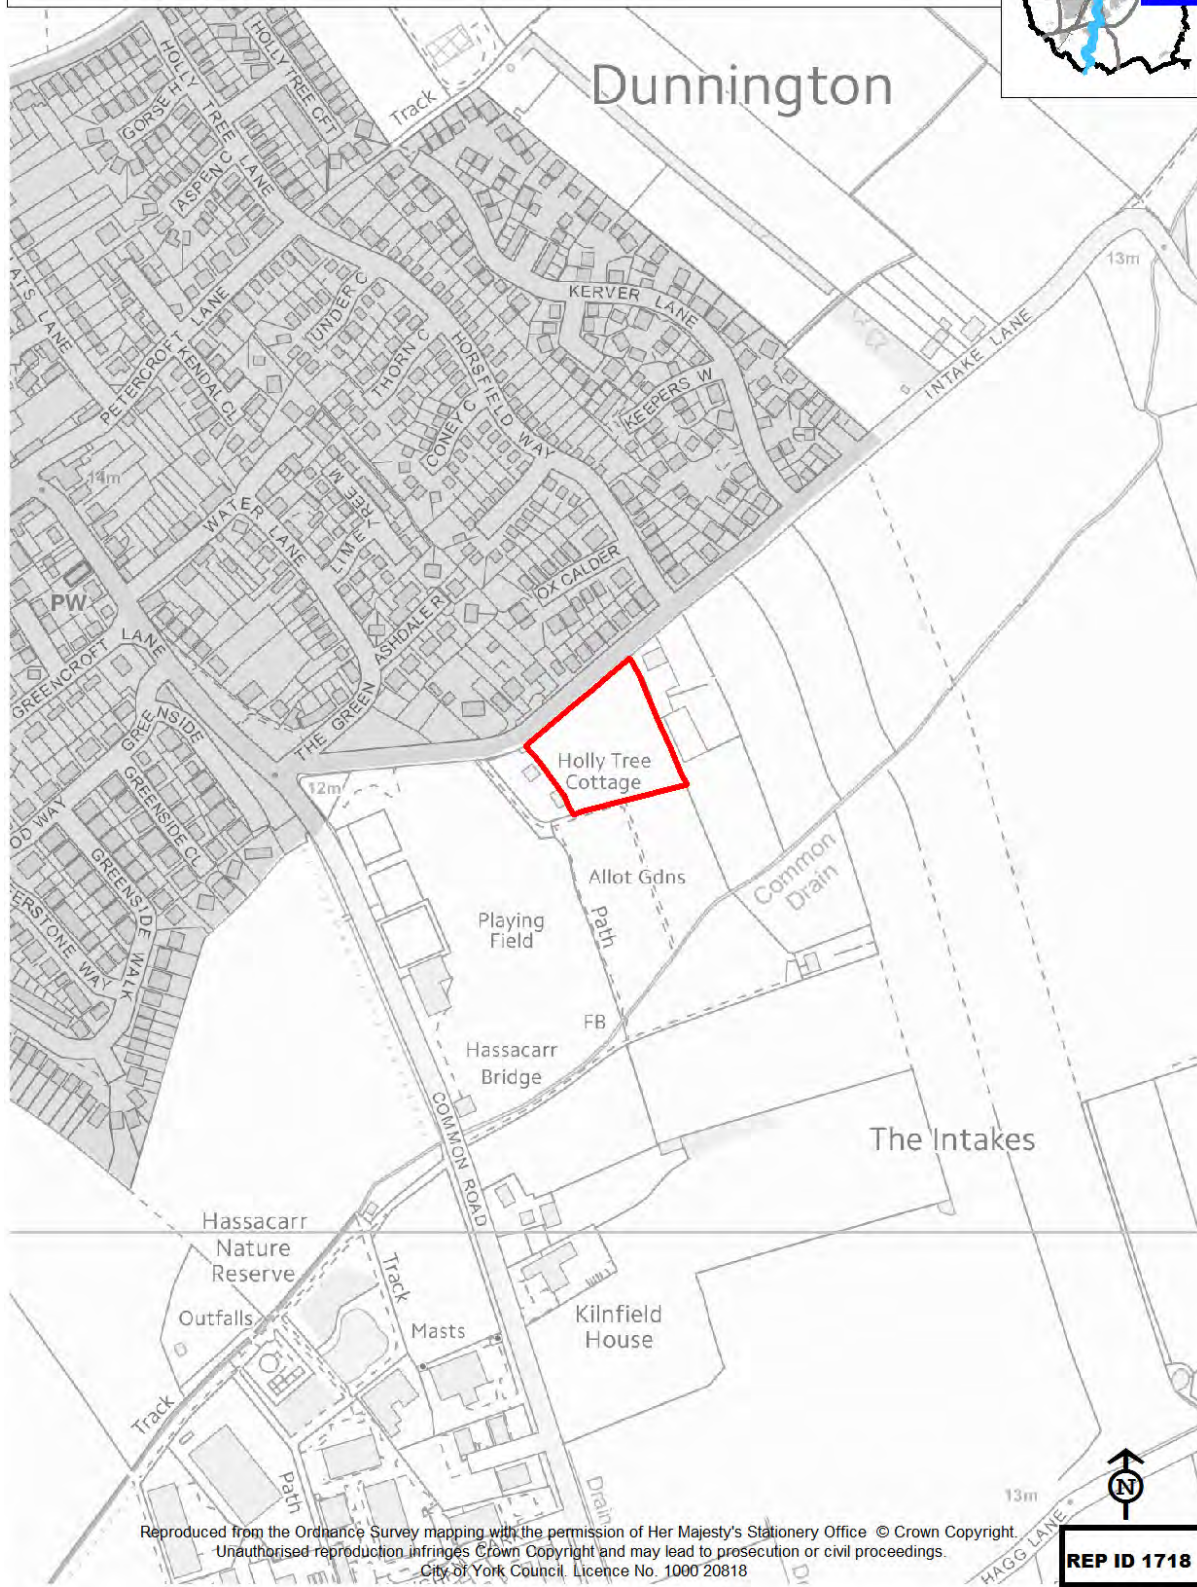 Dunnington
Track
HOLLY TREE CFT
HOLLY TREE LANE
GORSE H
ASPEN C
ATS LANE
PETERCROFT LANE
KENDAL CL
UNDER C
THORN C
CONEY C
HORSFIELD WAY
KERVER LANE
KEEPERS W
INTAKE LANE
13m
14m
WATER LANE
LIME TREE M
OX CALDER
ASHDALE R
PW
GREENCROFT LANE
GREENSIDE
THE GREEN
GREENSIDE CL
GREENSIDE WALK
OD WAY
ERSTONE WAY
12m
Holly Tree
Cottage
Allot Gdns
Common
Drain
Playing
Field
Path
FB
Hassacarr
Bridge
COMMON ROAD
The Intakes
Hassacarr
Nature
Reserve
Outfalls
Track
Masts
Kilnfield
House
Track
Path
Drain
13m
HAGG LANE
N
Reproduced from the Ordnance Survey mapping with the permission of Her Majesty's Stationery Office © Crown Copyright.
Unauthorised reproduction infringes Crown Copyright and may lead to prosecution or civil proceedings.
City of York Council. Licence No. 1000 20818
REP ID 1718